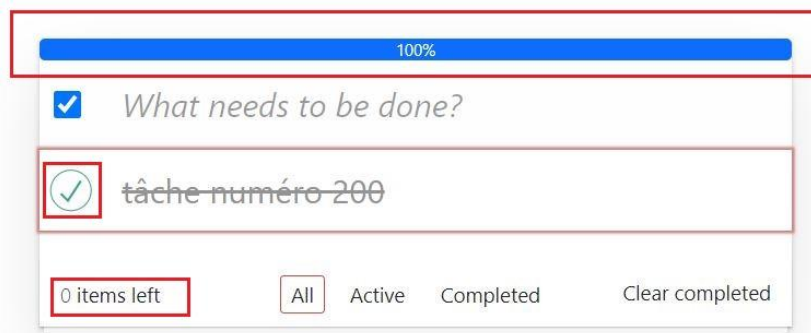 100%
What needs to be done?
tâche numéro 200
0 items left All Active Completed Clear completed